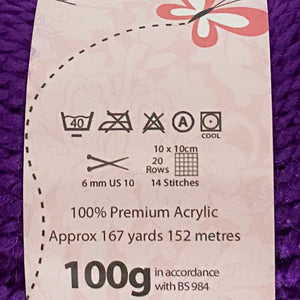 40
A
COOL
10 x 10cm
20
Rows
6 mm US 10
14 Stitches
100% Premium Acrylic
Approx 167 yards 152 metres
100g in accordance
with BS 984